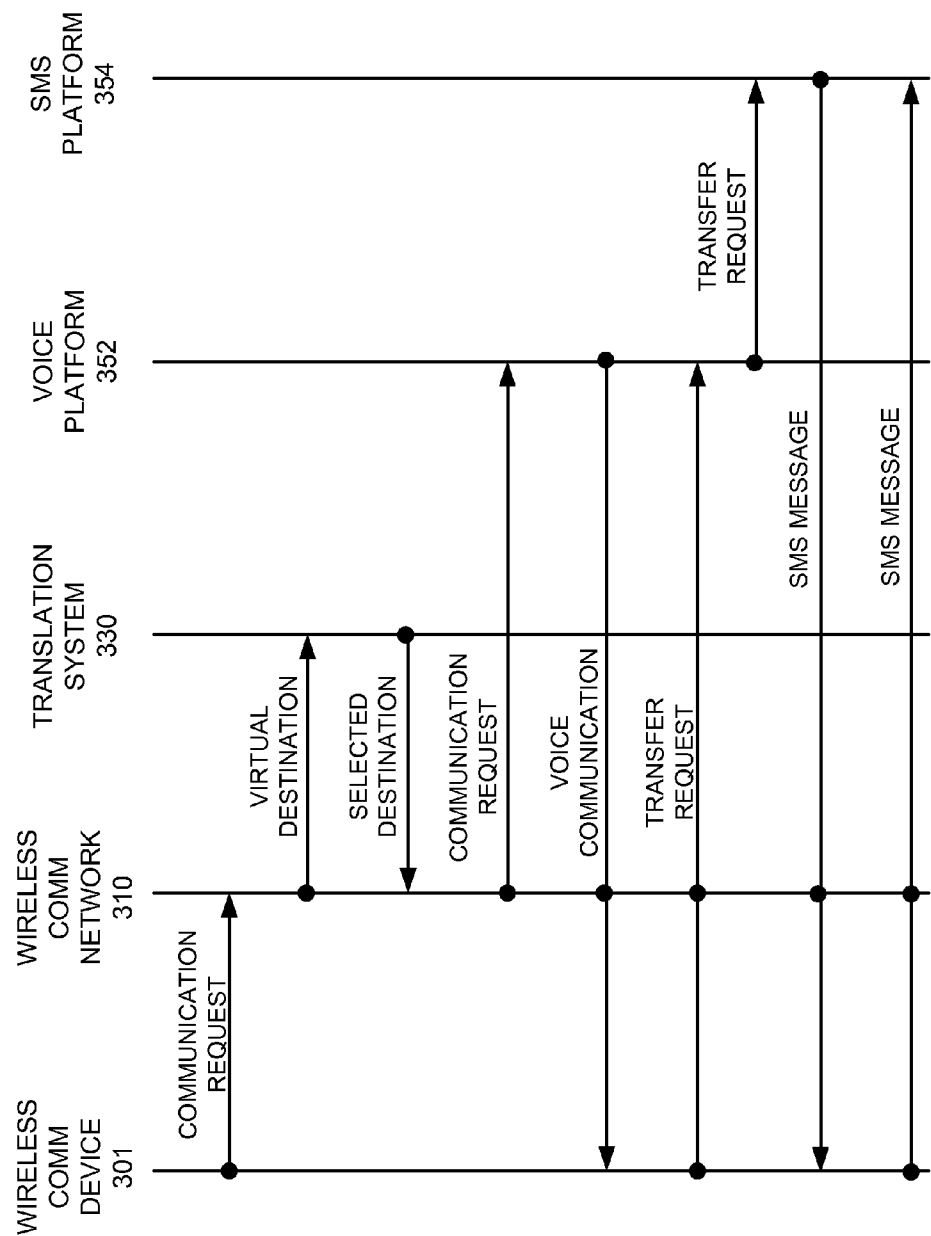 WIRELESS
COMM
DEVICE
301
WIRELESS
COMM
NETWORK
310
TRANSLATION
SYSTEM
330
VOICE
PLATFORM
352
SMS
PLATFORM
354
COMMUNICATION
REQUEST
VIRTUAL
DESTINATION
SELECTED
DESTINATION
COMMUNICATION
REQUEST
VOICE
COMMUNICATION
TRANSFER
REQUEST
TRANSFER
REQUEST
SMS MESSAGE
SMS MESSAGE